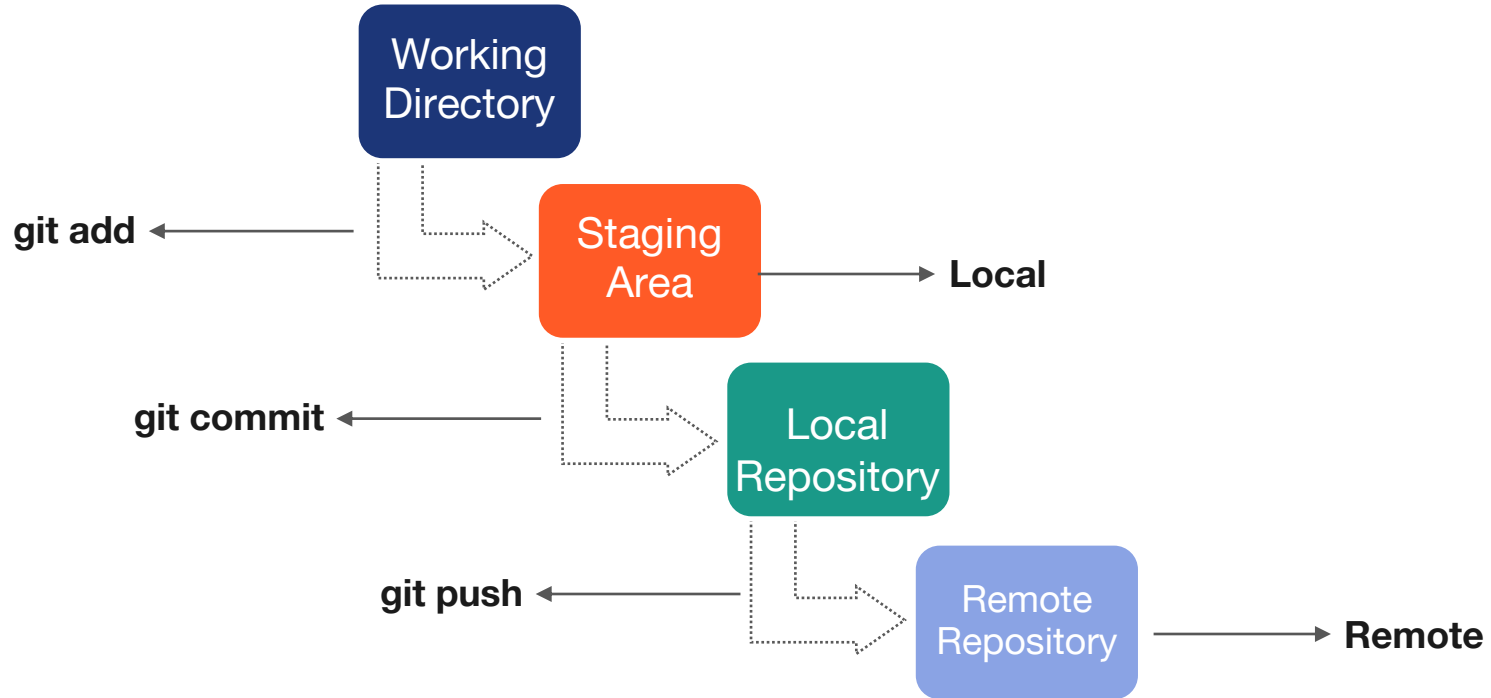 Working
Directory
git add
Staging
Area
Local
git commit
Local
Repository
git push
Remote
Repository
Remote